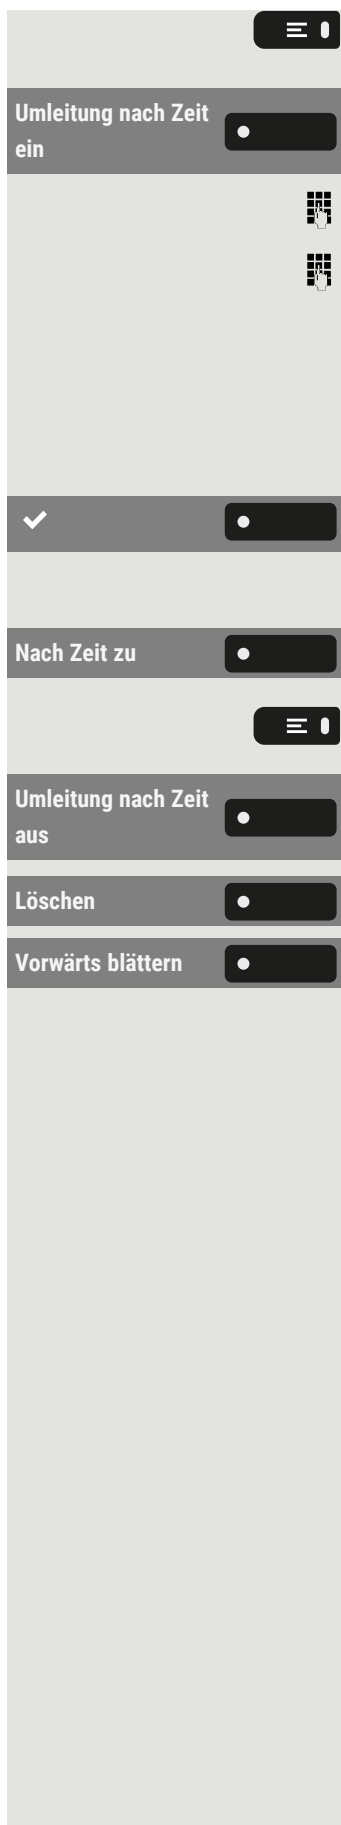 Umleitung nach Zeit
ein
Nach Zeit zu
Umleitung nach Zeit
aus
Löschen
Vorwärts blättern